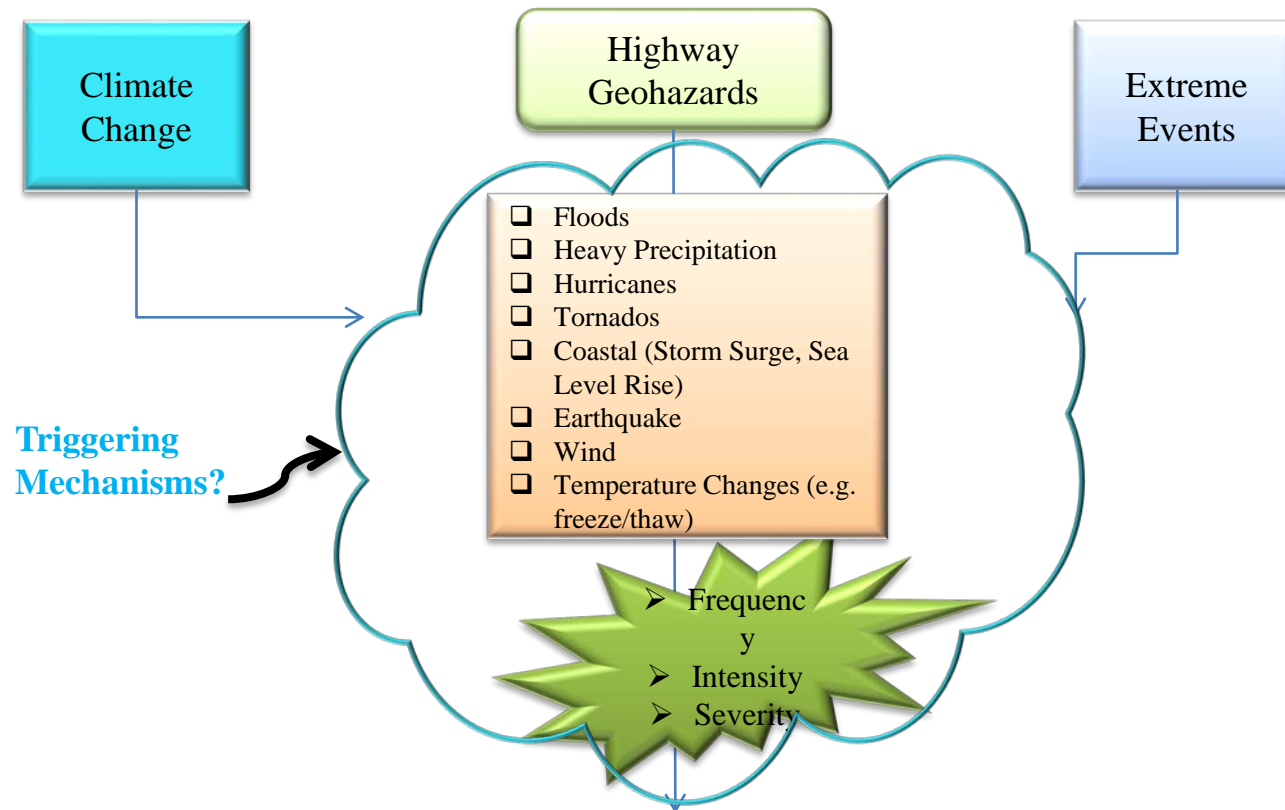 Climate
Change
Highway
Geohazards
Extreme
Events
❑ Floods
❑ Heavy Precipitation
❑ Hurricanes
❑ Tornados
❑ Coastal (Storm Surge, Sea
Level Rise)
❑ Earthquake
❑ Wind
❑ Temperature Changes (e.g.
freeze/thaw)
Triggering
Mechanisms?
➢ Frequenc
y
➢ Intensity
➢ Severity